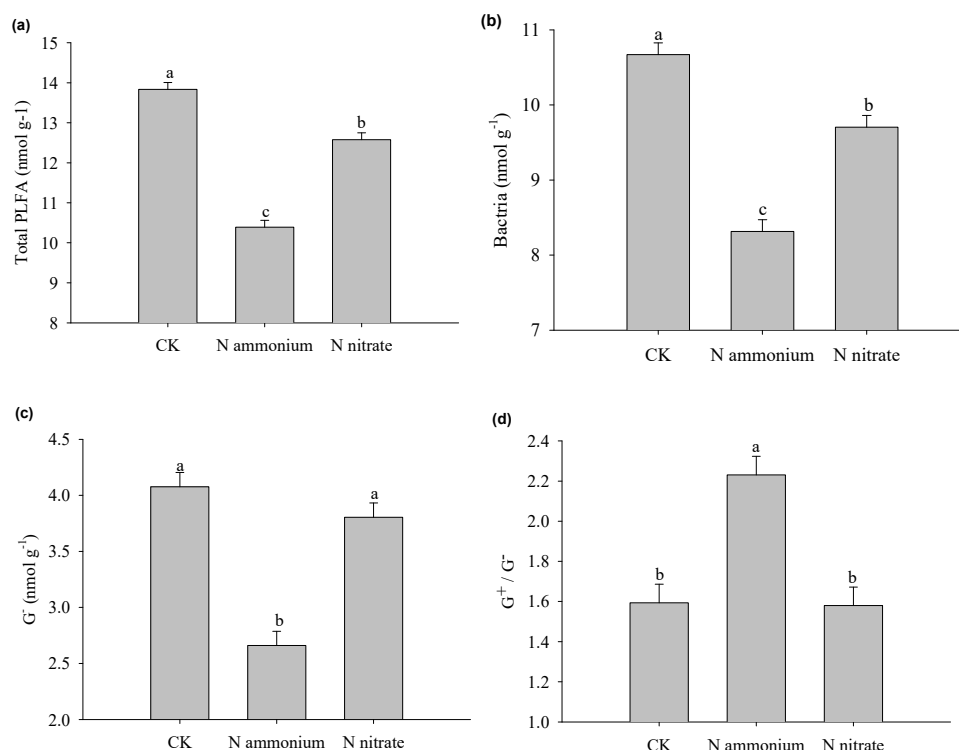 (a)
Total PLFA (nmol g-1)
15
14
13
12
11
10
9
8
a
c
b
CK
N ammonium
N nitrate
(b)
Bactria (nmol g-1)
11
10
9
8
7
a
c
b
CK
N ammonium
N nitrate
(c)
G- (nmol g-1)
4.5
4.0
3.5
3.0
2.5
2.0
a
b
a
CK
N ammonium
N nitrate
(d)
G+ / G-
2.4
2.2
2.0
1.8
1.6
1.4
1.2
1.0
b
a
b
CK
N ammonium
N nitrate